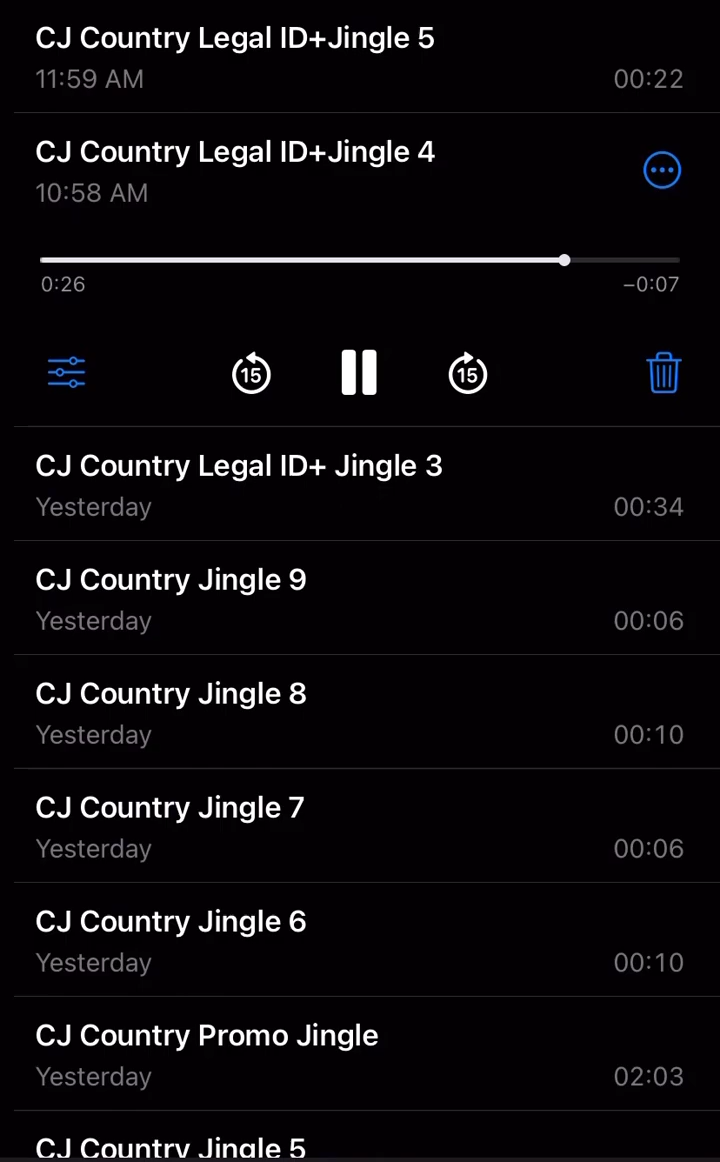 CJ Country Legal ID+Jingle 5
11:59 AM 00:22
CJ Country Legal ID+Jingle 4
10:58 AM
0:26 −0:07
15 15
CJ Country Legal ID+ Jingle 3
Yesterday 00:34
CJ Country Jingle 9
Yesterday 00:06
CJ Country Jingle 8
Yesterday 00:10
CJ Country Jingle 7
Yesterday 00:06
CJ Country Jingle 6
Yesterday 00:10
CJ Country Promo Jingle
Yesterday 02:03
CJ Country Jingle 5